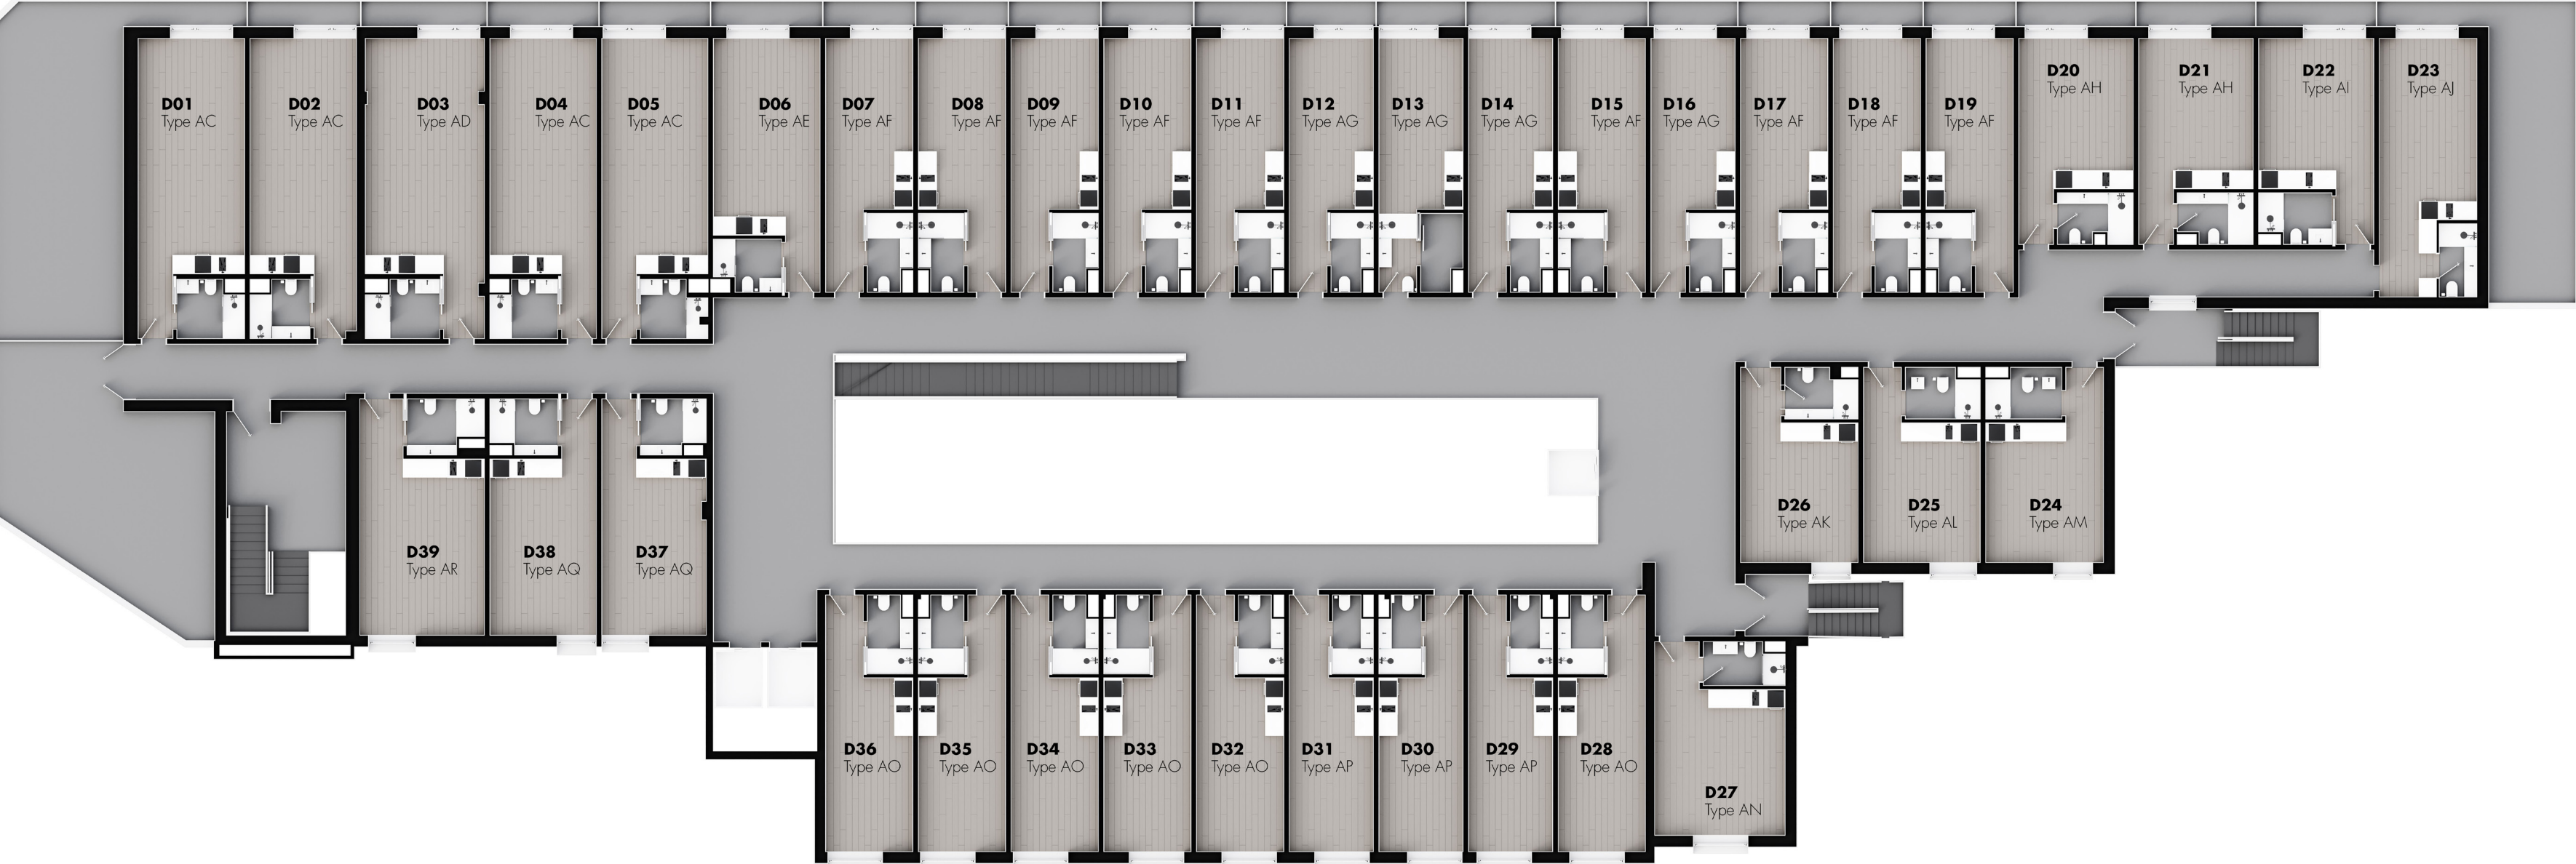 D01
Type AC
D02
Type AC
D03
Type AD
D04
Type AC
D05
Type AC
D06
Type AE
D07
Type AF
D08
Type AF
D09
Type AF
D10
Type AF
D11
Type AF
D12
Type AG
D13
Type AG
D14
Type AG
D15
Type AF
D16
Type AG
D17
Type AF
D18
Type AF
D19
Type AF
D20
Type AH
D21
Type AH
D22
Type AI
D23
Type AJ
D26
Type AK
D25
Type AL
D24
Type AM
D39
Type AR
D38
Type AQ
D37
Type AQ
D36
Type AO
D35
Type AO
D34
Type AO
D33
Type AO
D32
Type AO
D31
Type AP
D30
Type AP
D29
Type AP
D28
Type AO
D27
Type AN